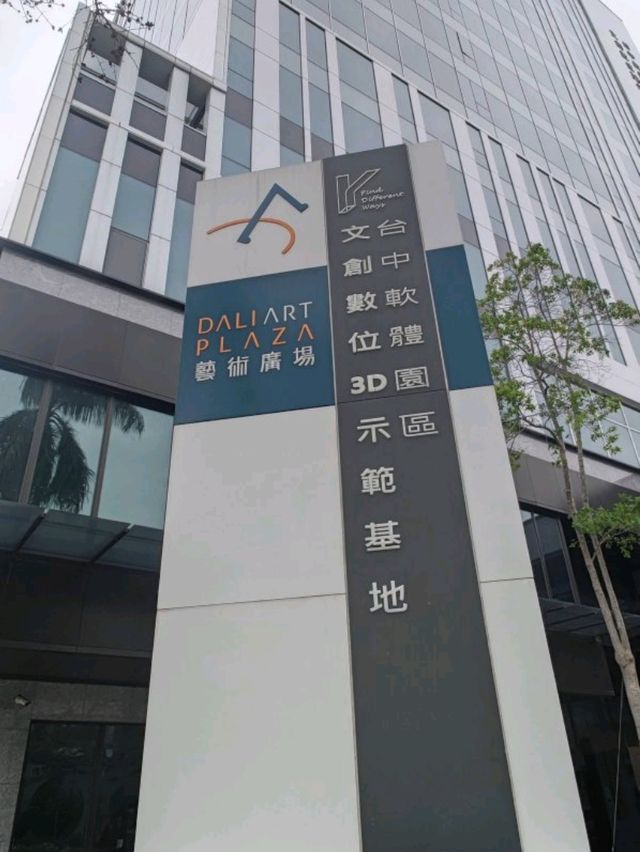 DALI ART
PLAZA
藝術廣場
Find
Different
Ways
台中軟體園區
文創數位3D示範基地